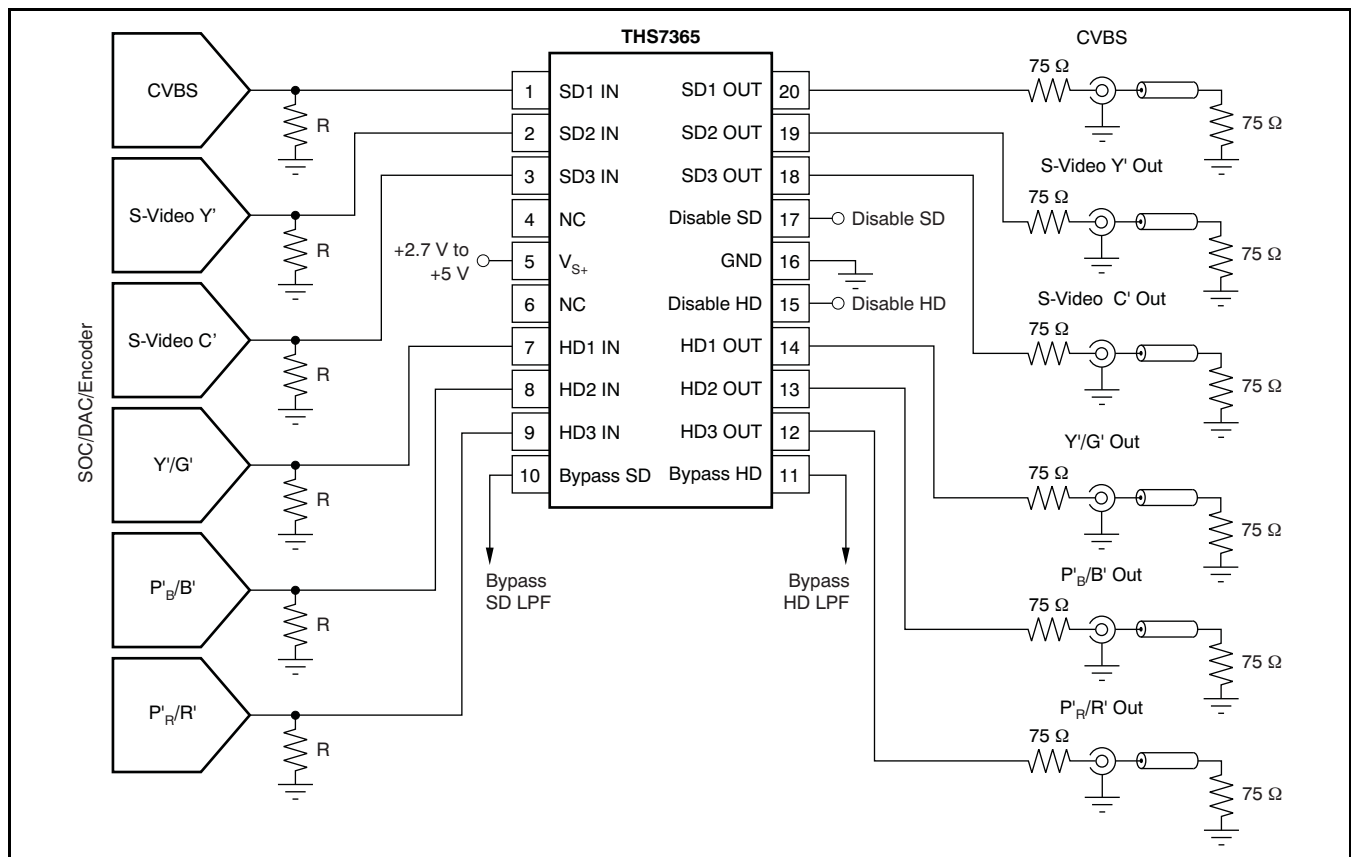 THS7365
CVBS
S-Video Y'
S-Video C'
Y'/G'
P'B/B'
P'R/R'
SOC/DAC/Encoder
R
R
R
R
R
R
+2.7 V to
+5 V
1 SD1 IN
2 SD2 IN
3 SD3 IN
4 NC
5 VS+
6 NC
7 HD1 IN
8 HD2 IN
9 HD3 IN
10 Bypass SD
SD1 OUT 20
SD2 OUT 19
SD3 OUT 18
Disable SD 17
GND 16
Disable HD 15
HD1 OUT 14
HD2 OUT 13
HD3 OUT 12
Bypass HD 11
Disable SD
Disable HD
Bypass
SD LPF
Bypass
HD LPF
CVBS
75 Ω
75 Ω
S-Video Y' Out
75 Ω
75 Ω
S-Video C' Out
75 Ω
75 Ω
Y'/G' Out
75 Ω
75 Ω
P'B/B' Out
75 Ω
75 Ω
P'R/R' Out
75 Ω
75 Ω